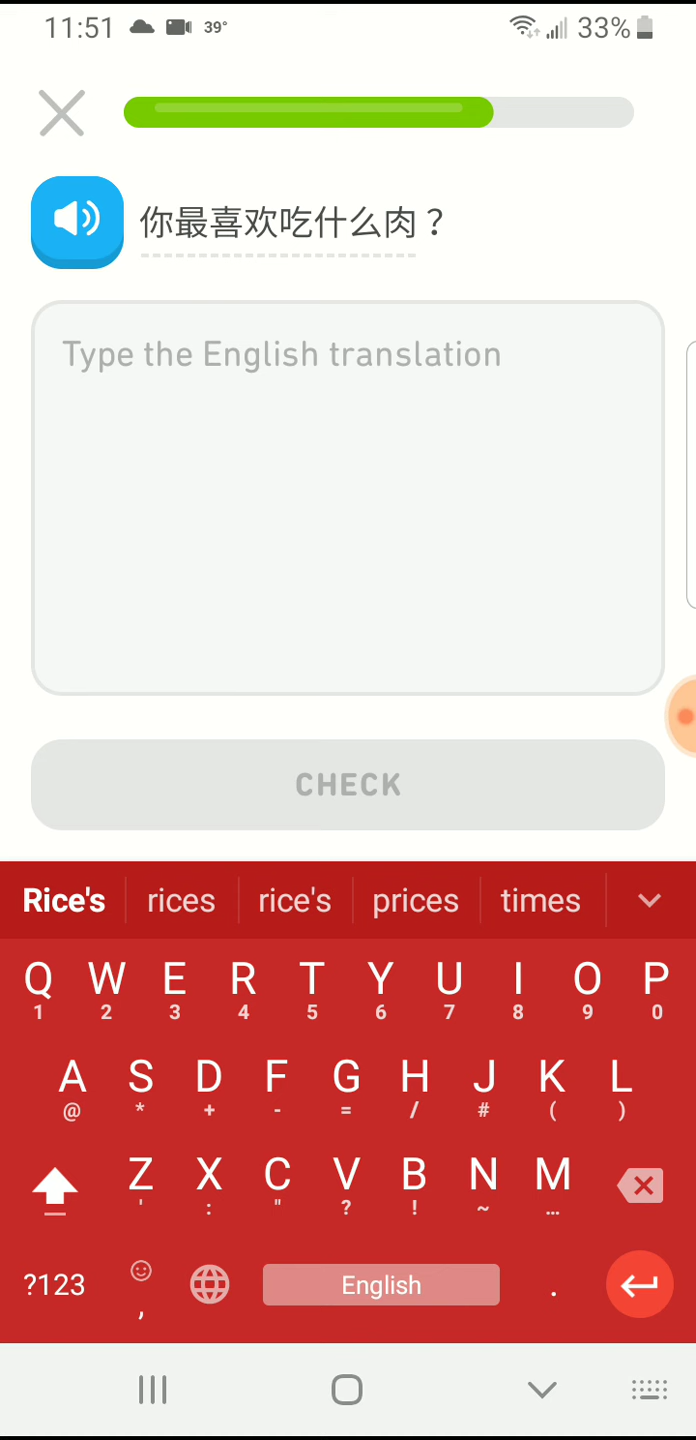 11:51 39° 33%
你最喜欢吃什么肉？
Type the English translation
CHECK
Rice's rices rice's prices times
Q W E R T Y U I O P
1 2 3 4 5 6 7 8 9 0
A S D F G H J K L
@ * + - = / # ( )
Z X C V B N M
' : " ? ! ~ …
?123 , English .